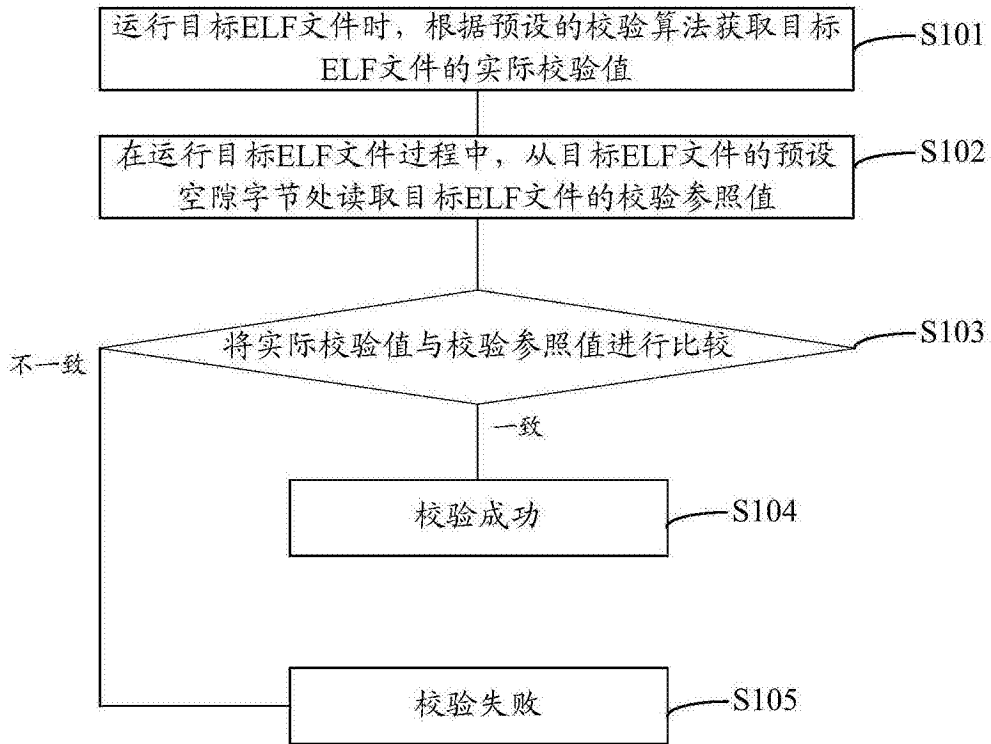 运行目标ELF文件时，根据预设的校验算法获取目标
ELF文件的实际校验值
S101
在运行目标ELF文件过程中，从目标ELF文件的预设
空隙字节处读取目标ELF文件的校验参照值
S102
将实际校验值与校验参照值进行比较
S103
不一致
一致
校验成功
S104
校验失败
S105